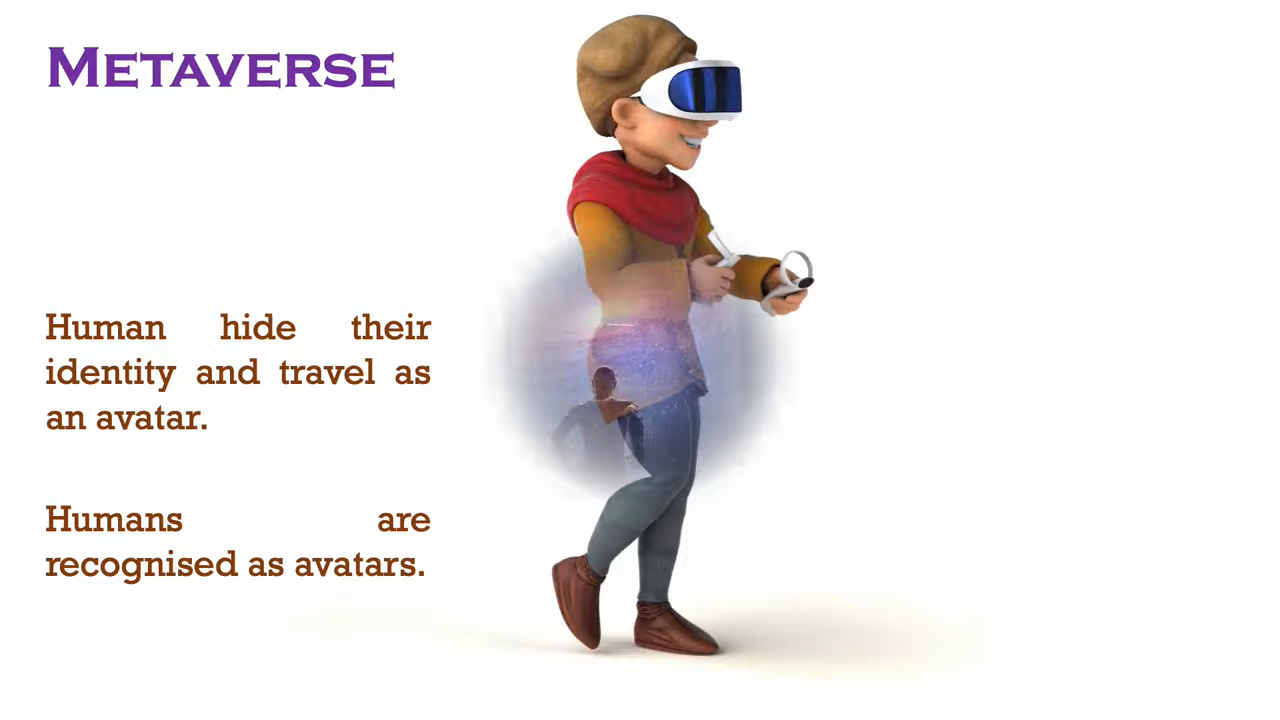 METAVERSE
Human hide their
identity and travel as
an avatar.
Humans are
recognised as avatars.